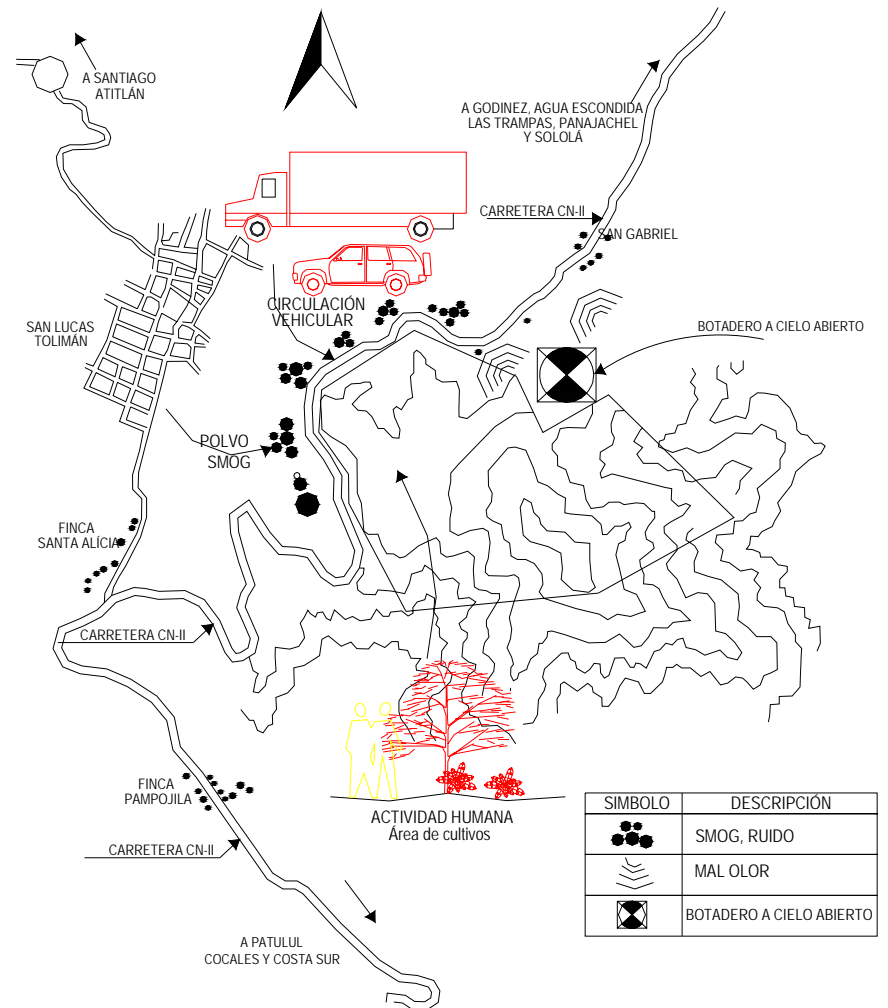 A SANTIAGO
ATITLÁN
A GODINEZ, AGUA ESCONDIDA
LAS TRAMPAS, PANAJACHEL
Y SOLOLÁ
CARRETERA CN-II
SAN GABRIEL
CIRCULACIÓN
VEHICULAR
SAN LUCAS
TOLIMÁN
BOTADERO A CIELO ABIERTO
POLVO
SMOG
FINCA
SANTA ALÍCIA
CARRETERA CN-II
FINCA
PAMPOJILA
CARRETERA CN-II
ACTIVIDAD HUMANA
Área de cultivos
A PATULUL
COCALES Y COSTA SUR
SIMBOLO DESCRIPCIÓN
SMOG, RUIDO
MAL OLOR
BOTADERO A CIELO ABIERTO